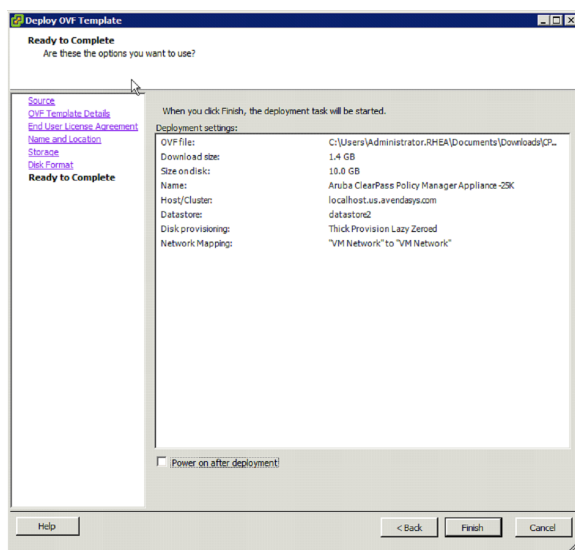 Deploy OVF Template
Ready to Complete
Are these the options you want to use?
Source
OVF Template Details
End User License Agreement
Name and Location
Storage
Disk Format
Ready to Complete
When you click Finish, the deployment task will be started.
Deployment settings:
OVF file: C:\Users\Administrator.RHEA\Documents\Downloads\CP...
Download size: 1.4 GB
Size on disk: 10.0 GB
Name: Aruba ClearPass Policy Manager Appliance -25K
Host/Cluster: localhost.us.avendasys.com
Datastore: datastore2
Disk provisioning: Thick Provision Lazy Zeroed
Network Mapping: "VM Network" to "VM Network"
Power on after deployment
Help < Back Finish Cancel